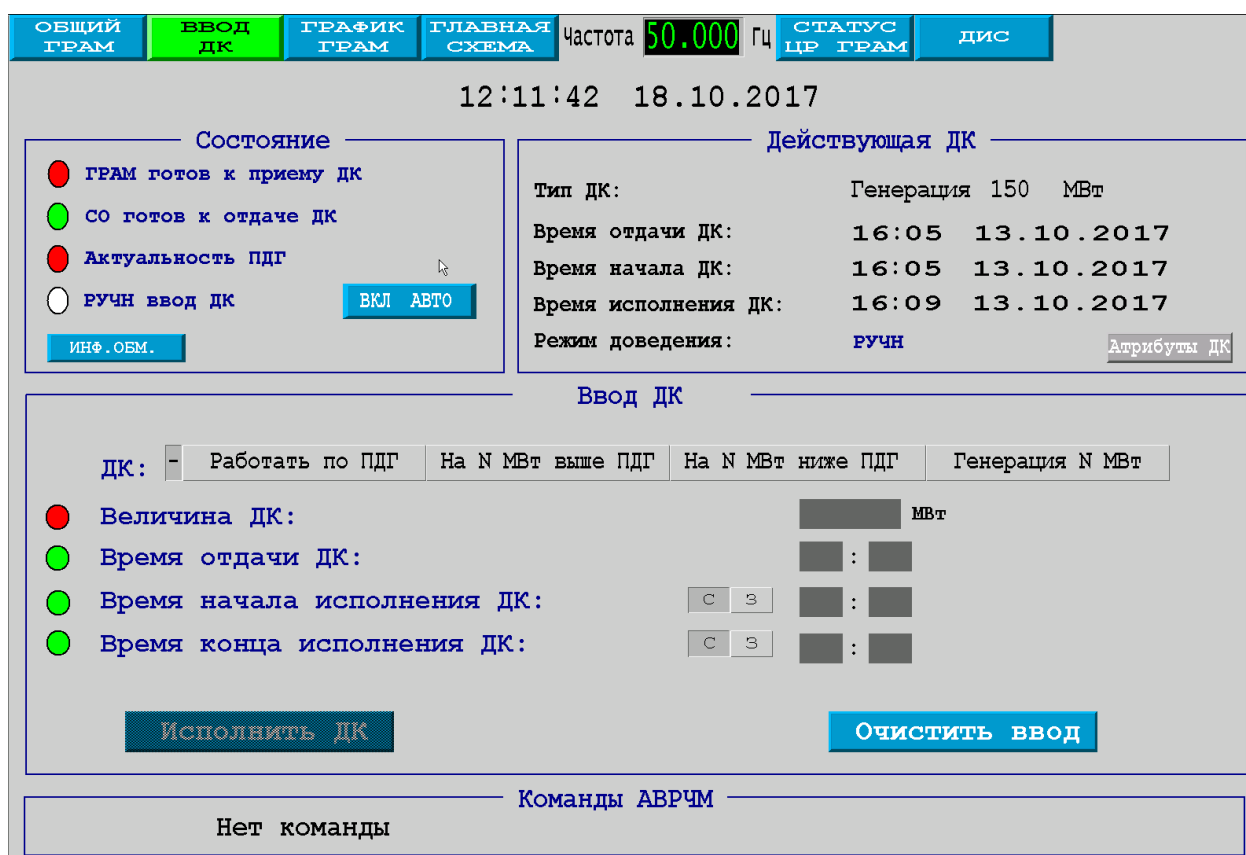 ОБЩИЙ ГРАМ
ВВОД ДК
ГРАФИК ГРАМ
ГЛАВНАЯ СХЕМА
Частота 50.000 Гц
СТАТУС ЦР ГРАМ
ДИС
12:11:42 18.10.2017
Состояние
ГРАМ готов к приему ДК
СО готов к отдаче ДК
Актуальность ПДГ
РУЧН ввод ДК
ВКЛ АВТО
ИНФ.ОБМ.
Действующая ДК
Тип ДК: Генерация 150 МВт
Время отдачи ДК: 16:05 13.10.2017
Время начала ДК: 16:05 13.10.2017
Время исполнения ДК: 16:09 13.10.2017
Режим доведения: РУЧН
Атрибуты ДК
Ввод ДК
ДК: - Работать по ПДГ На N МВт выше ПДГ На N МВт ниже ПДГ Генерация N МВт
Величина ДК: МВт
Время отдачи ДК: :
Время начала исполнения ДК: С З :
Время конца исполнения ДК: С З :
Исполнить ДК Очистить ввод
Команды АВРЧМ
Нет команды